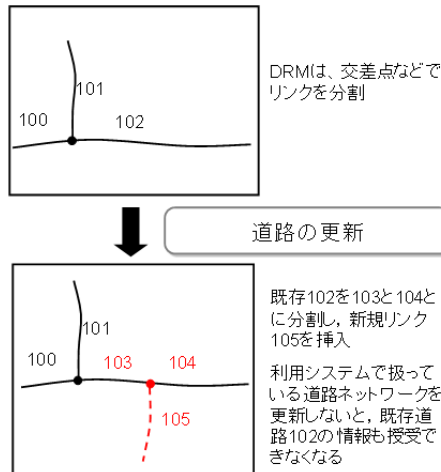 DRMは、交差点などで
リンクを分割
101
100
102
道路の更新
既存102を103と104と
に分割し，新規リンク
105を挿入
101
100
103
104
105
利用システムで扱って
いる道路ネットワークを
更新しないと，既存道
路102の情報も授受で
きなくなる